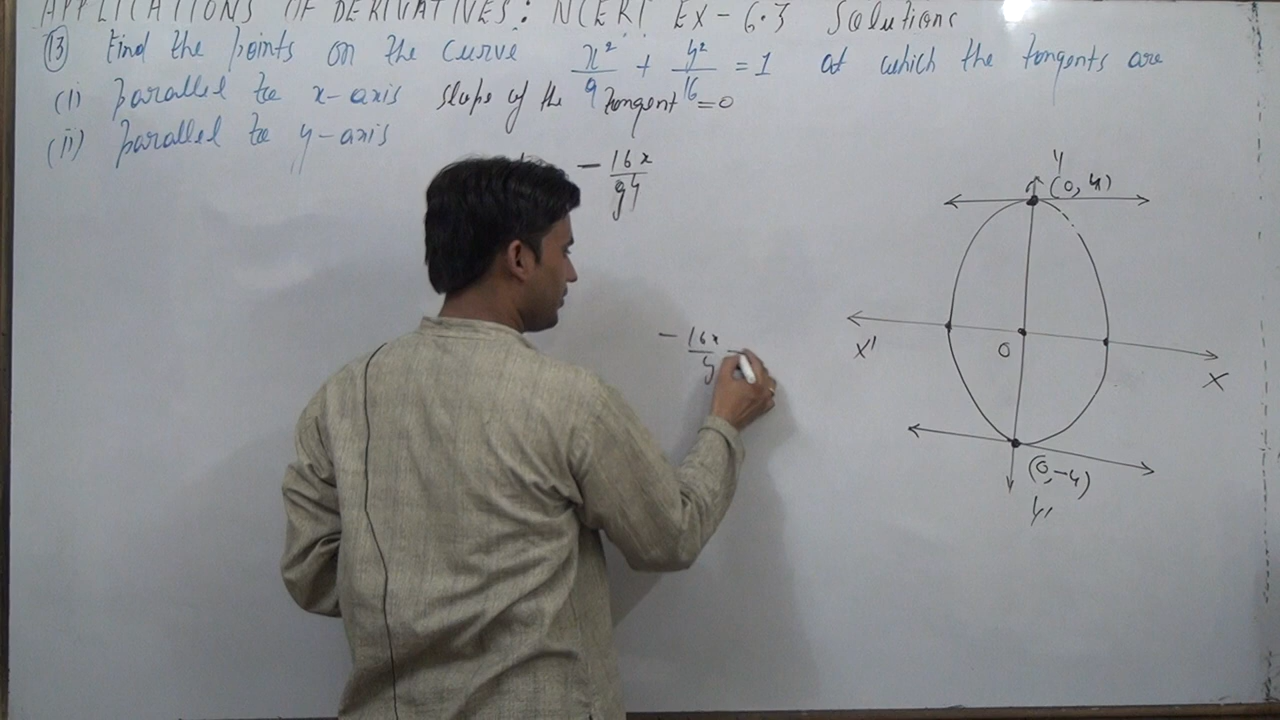 APPLICATIONS OF DERIVATIVES: NCERT EX-6.3 Solutions
(13) Find the points on the curve x²/9 + y²/16 = 1 at which the tangents are
(i) parallel to x-axis slope of the tangent = 0
(ii) parallel to y-axis
- 16x/9y
Y
(0, 4)
- 16x/y
X'
O
X
(0, -4)
Y'